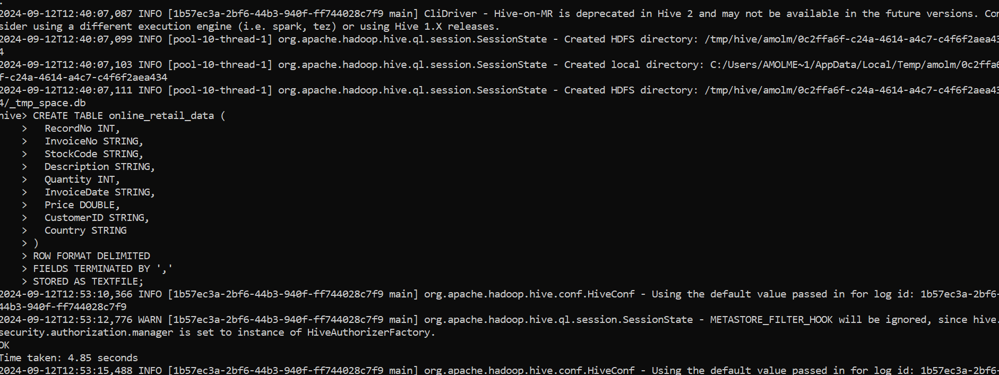 .
2024-09-12T12:40:07,087 INFO [1b57ec3a-2bf6-44b3-940f-ff744028c7f9 main] CliDriver - Hive-on-MR is deprecated in Hive 2 and may not be available in the future versions. Con
sider using a different execution engine (i.e. spark, tez) or using Hive 1.X releases.
2024-09-12T12:40:07,099 INFO [pool-10-thread-1] org.apache.hadoop.hive.ql.session.SessionState - Created HDFS directory: /tmp/hive/amolm/0c2ffa6f-c24a-4614-a4c7-c4f6f2aea43
4
2024-09-12T12:40:07,103 INFO [pool-10-thread-1] org.apache.hadoop.hive.ql.session.SessionState - Created local directory: C:/Users/AMOLME~1/AppData/Local/Temp/amolm/0c2ffa6
f-c24a-4614-a4c7-c4f6f2aea434
2024-09-12T12:40:07,111 INFO [pool-10-thread-1] org.apache.hadoop.hive.ql.session.SessionState - Created HDFS directory: /tmp/hive/amolm/0c2ffa6f-c24a-4614-a4c7-c4f6f2aea43
4/_tmp_space.db
hive> CREATE TABLE online_retail_data (
    >   RecordNo INT,
    >   InvoiceNo STRING,
    >   StockCode STRING,
    >   Description STRING,
    >   Quantity INT,
    >   InvoiceDate STRING,
    >   Price DOUBLE,
    >   CustomerID STRING,
    >   Country STRING
    > )
    > ROW FORMAT DELIMITED
    > FIELDS TERMINATED BY ','
    > STORED AS TEXTFILE;
2024-09-12T12:53:10,366 INFO [1b57ec3a-2bf6-44b3-940f-ff744028c7f9 main] org.apache.hadoop.hive.conf.HiveConf - Using the default value passed in for log id: 1b57ec3a-2bf6-
44b3-940f-ff744028c7f9
2024-09-12T12:53:12,776 WARN [1b57ec3a-2bf6-44b3-940f-ff744028c7f9 main] org.apache.hadoop.hive.ql.session.SessionState - METASTORE_FILTER_HOOK will be ignored, since hive.
security.authorization.manager is set to instance of HiveAuthorizerFactory.
OK
Time taken: 4.85 seconds
2024-09-12T12:53:15,488 INFO [1b57ec3a-2bf6-44b3-940f-ff744028c7f9 main] org.apache.hadoop.hive.conf.HiveConf - Using the default value passed in for log id: 1b57ec3a-2bf6-